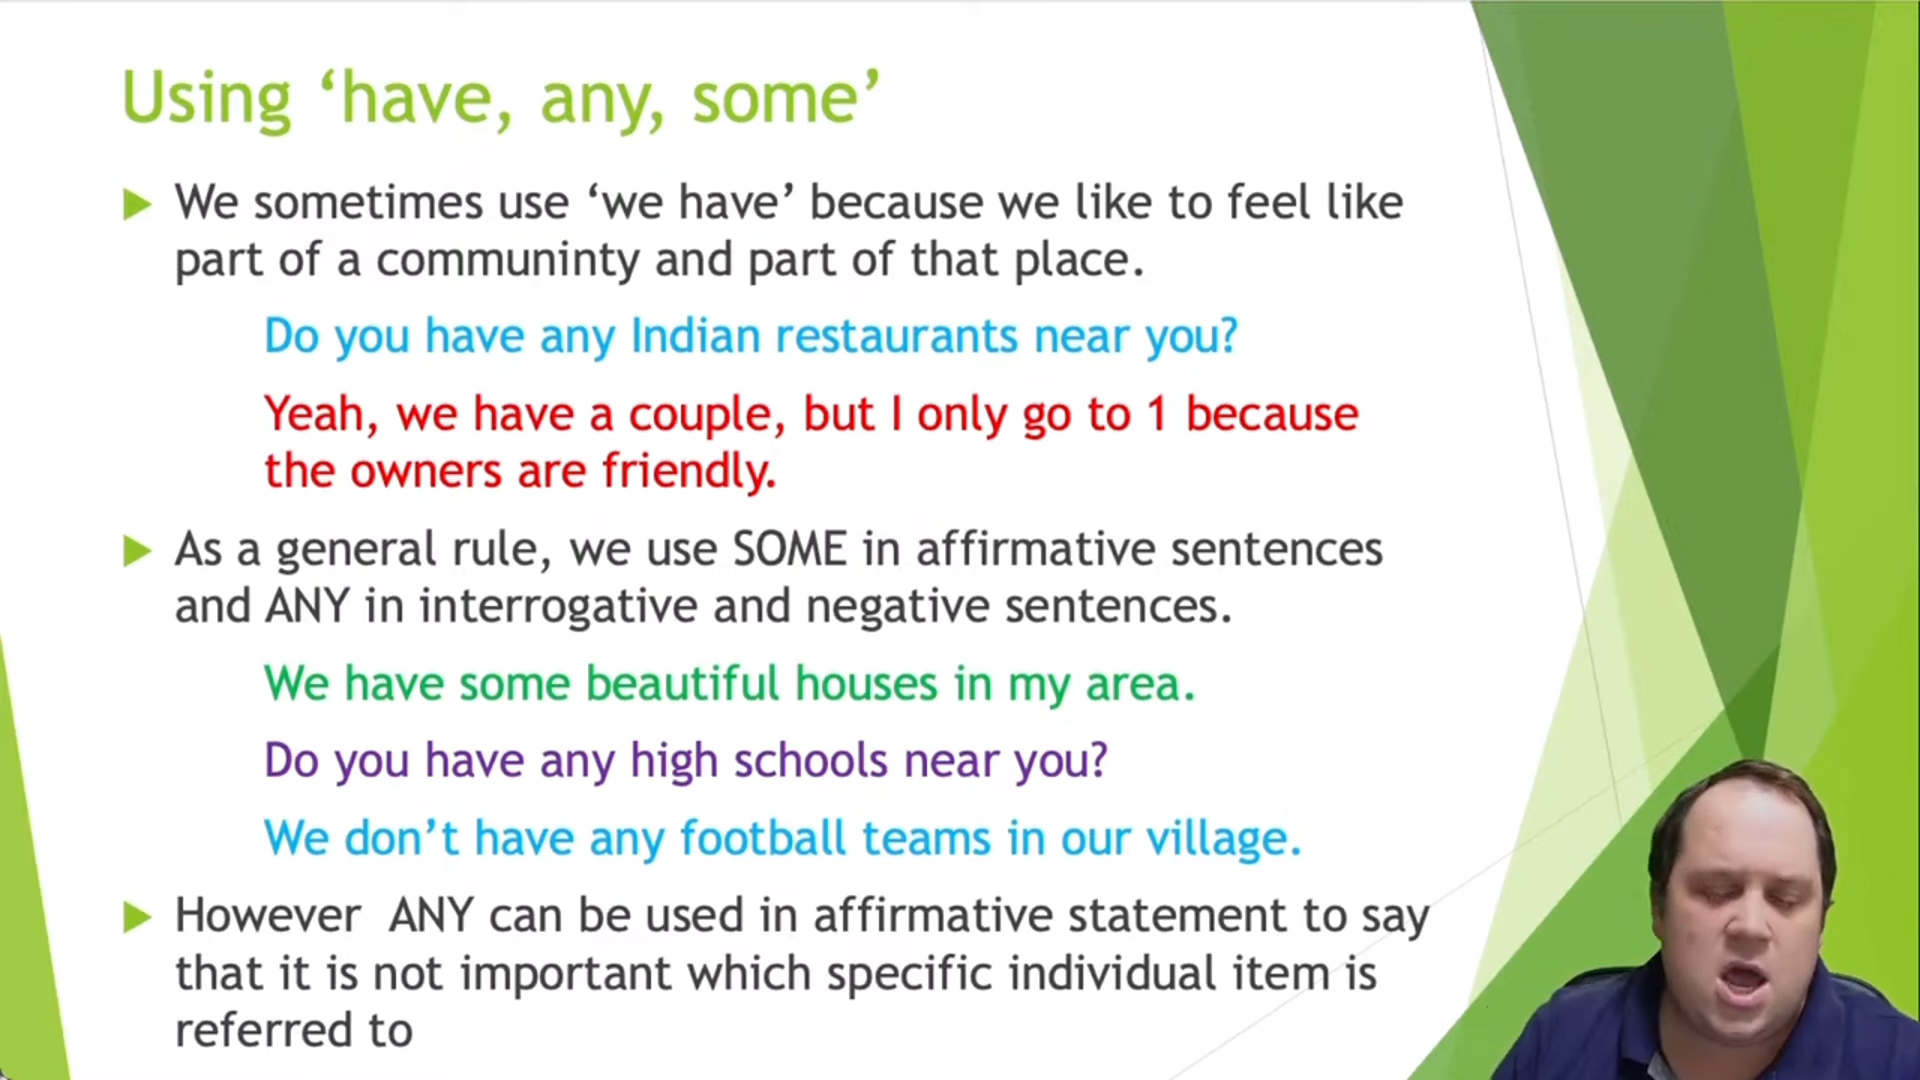 Using ‘have, any, some’
We sometimes use ‘we have’ because we like to feel like
part of a communinty and part of that place.
Do you have any Indian restaurants near you?
Yeah, we have a couple, but I only go to 1 because
the owners are friendly.
As a general rule, we use SOME in affirmative sentences
and ANY in interrogative and negative sentences.
We have some beautiful houses in my area.
Do you have any high schools near you?
We don’t have any football teams in our village.
However  ANY can be used in affirmative statement to say
that it is not important which specific individual item is
referred to